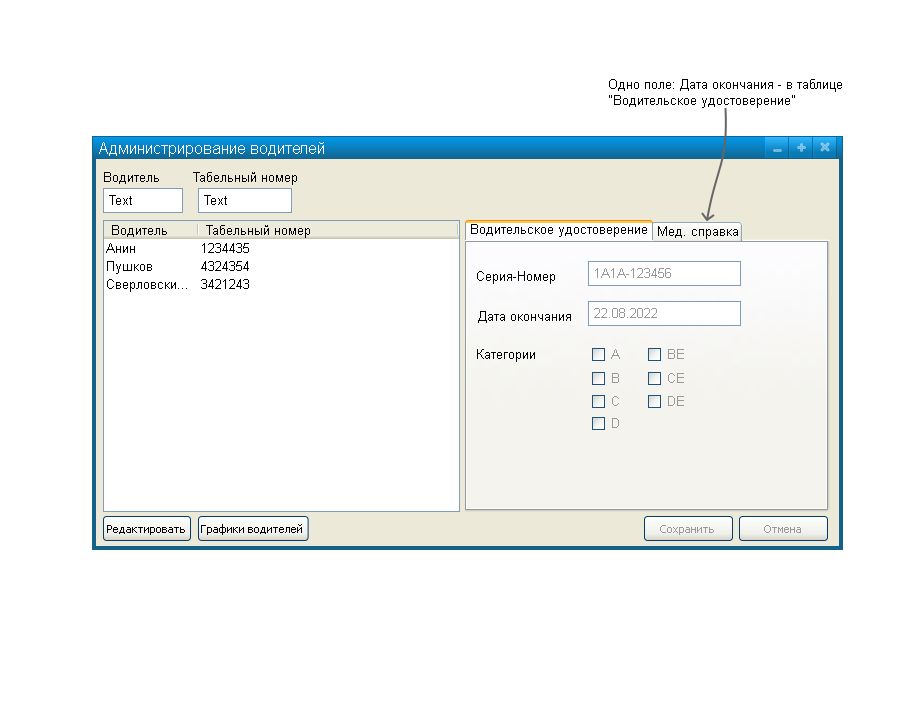 Одно поле: Дата окончания - в таблице
"Водительское удостоверение"
Администрирование водителей
Водитель Табельный номер
Text Text
Водитель Табельный номер
Анин 1234435
Пушков 4324354
Сверловски... 3421243
Водительское удостоверение Мед. справка
Серия-Номер 1A1A-123456
Дата окончания 22.08.2022
Категории A BE
B CE
C DE
D
Редактировать Графики водителей Сохранить Отмена